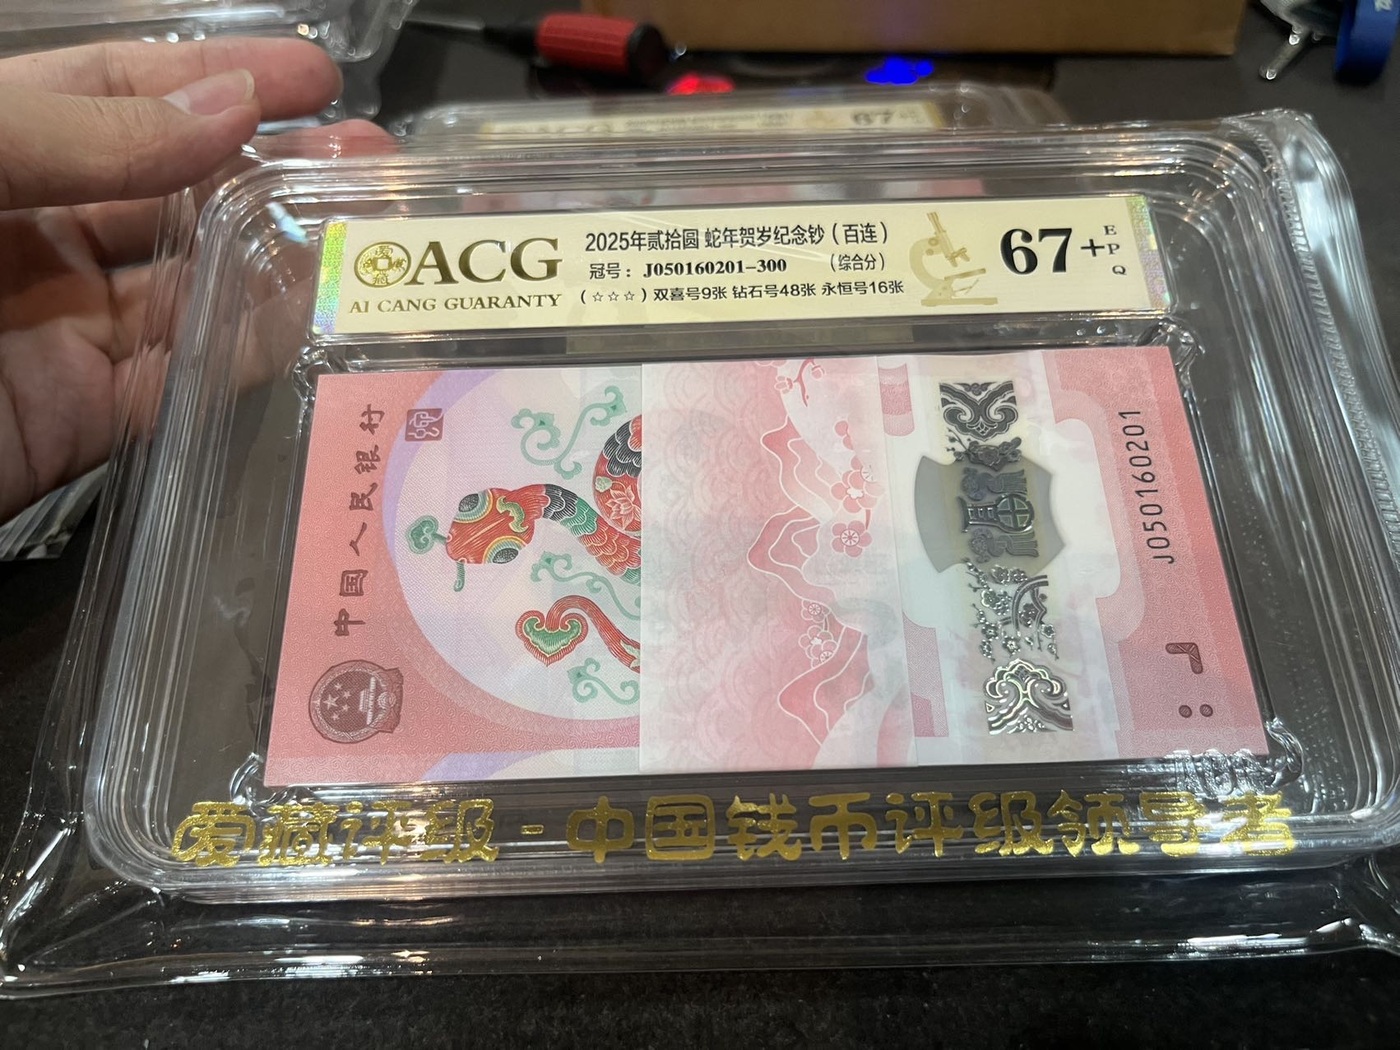 67
ACG
AI CANG GUARANTY
2025年贰拾圆 蛇年贺岁纪念钞（百连）
冠号：J050160201-300 （综合分）
（☆☆☆）双喜号9张 钻石号48张 永恒号16张
67+
EPQ
中国人民银行
J050160201
爱藏评级-中国钱币评级领导者